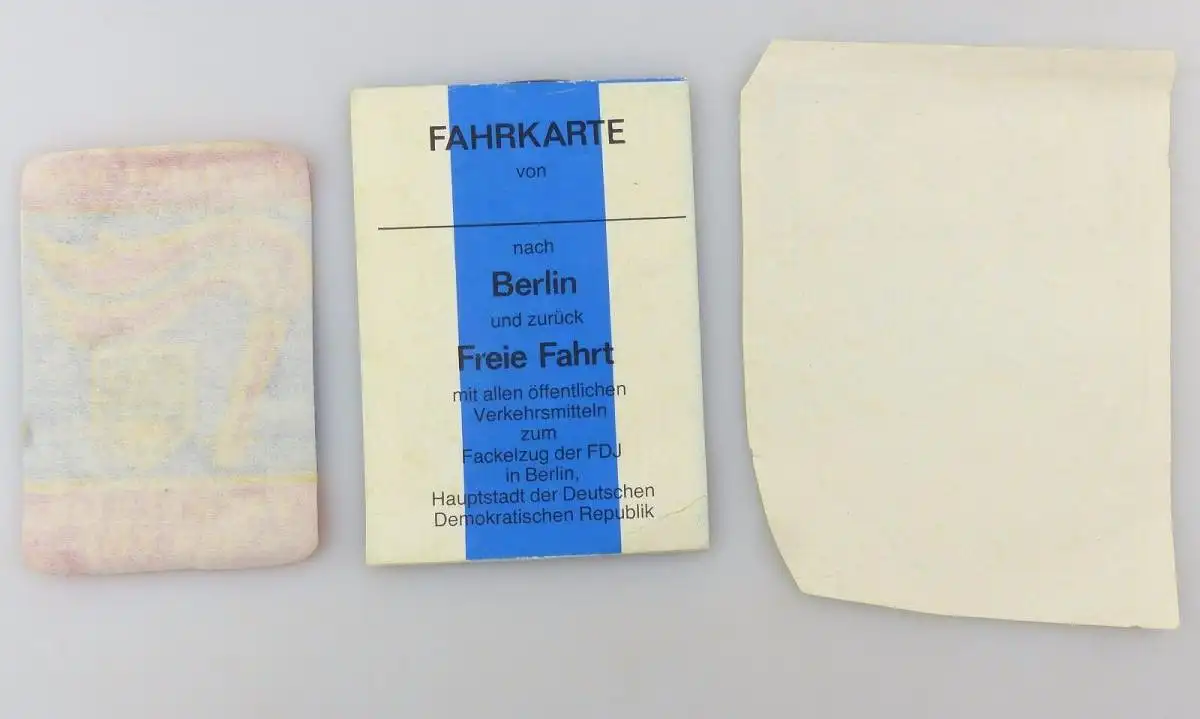 FAHRKARTE
von
nach
Berlin
und zurück
Freie Fahrt
mit allen öffentlichen
Verkehrsmitteln
zum
Fackelzug der FDJ
in Berlin,
Hauptstadt der Deutschen
Demokratischen Republik